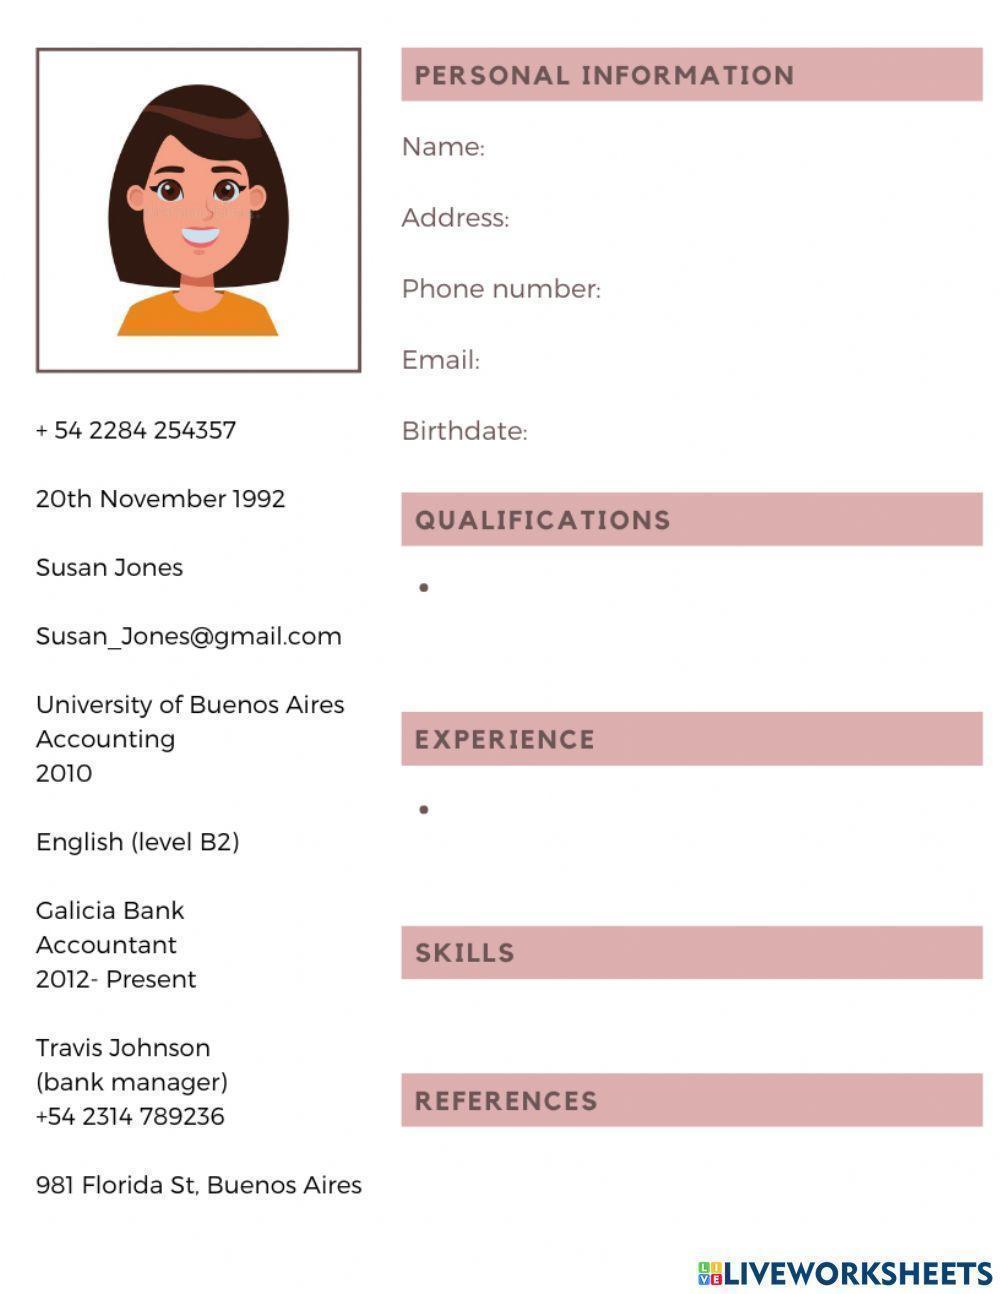 PERSONAL INFORMATION
Name:
Address:
Phone number:
Email:
Birthdate:
+ 54 2284 254357
20th November 1992
Susan Jones
Susan_Jones@gmail.com
University of Buenos Aires
Accounting
2010
English (level B2)
Galicia Bank
Accountant
2012- Present
Travis Johnson
(bank manager)
+54 2314 789236
981 Florida St, Buenos Aires
QUALIFICATIONS
•
EXPERIENCE
•
SKILLS
REFERENCES
LIVE LIVEWORKSHEETS